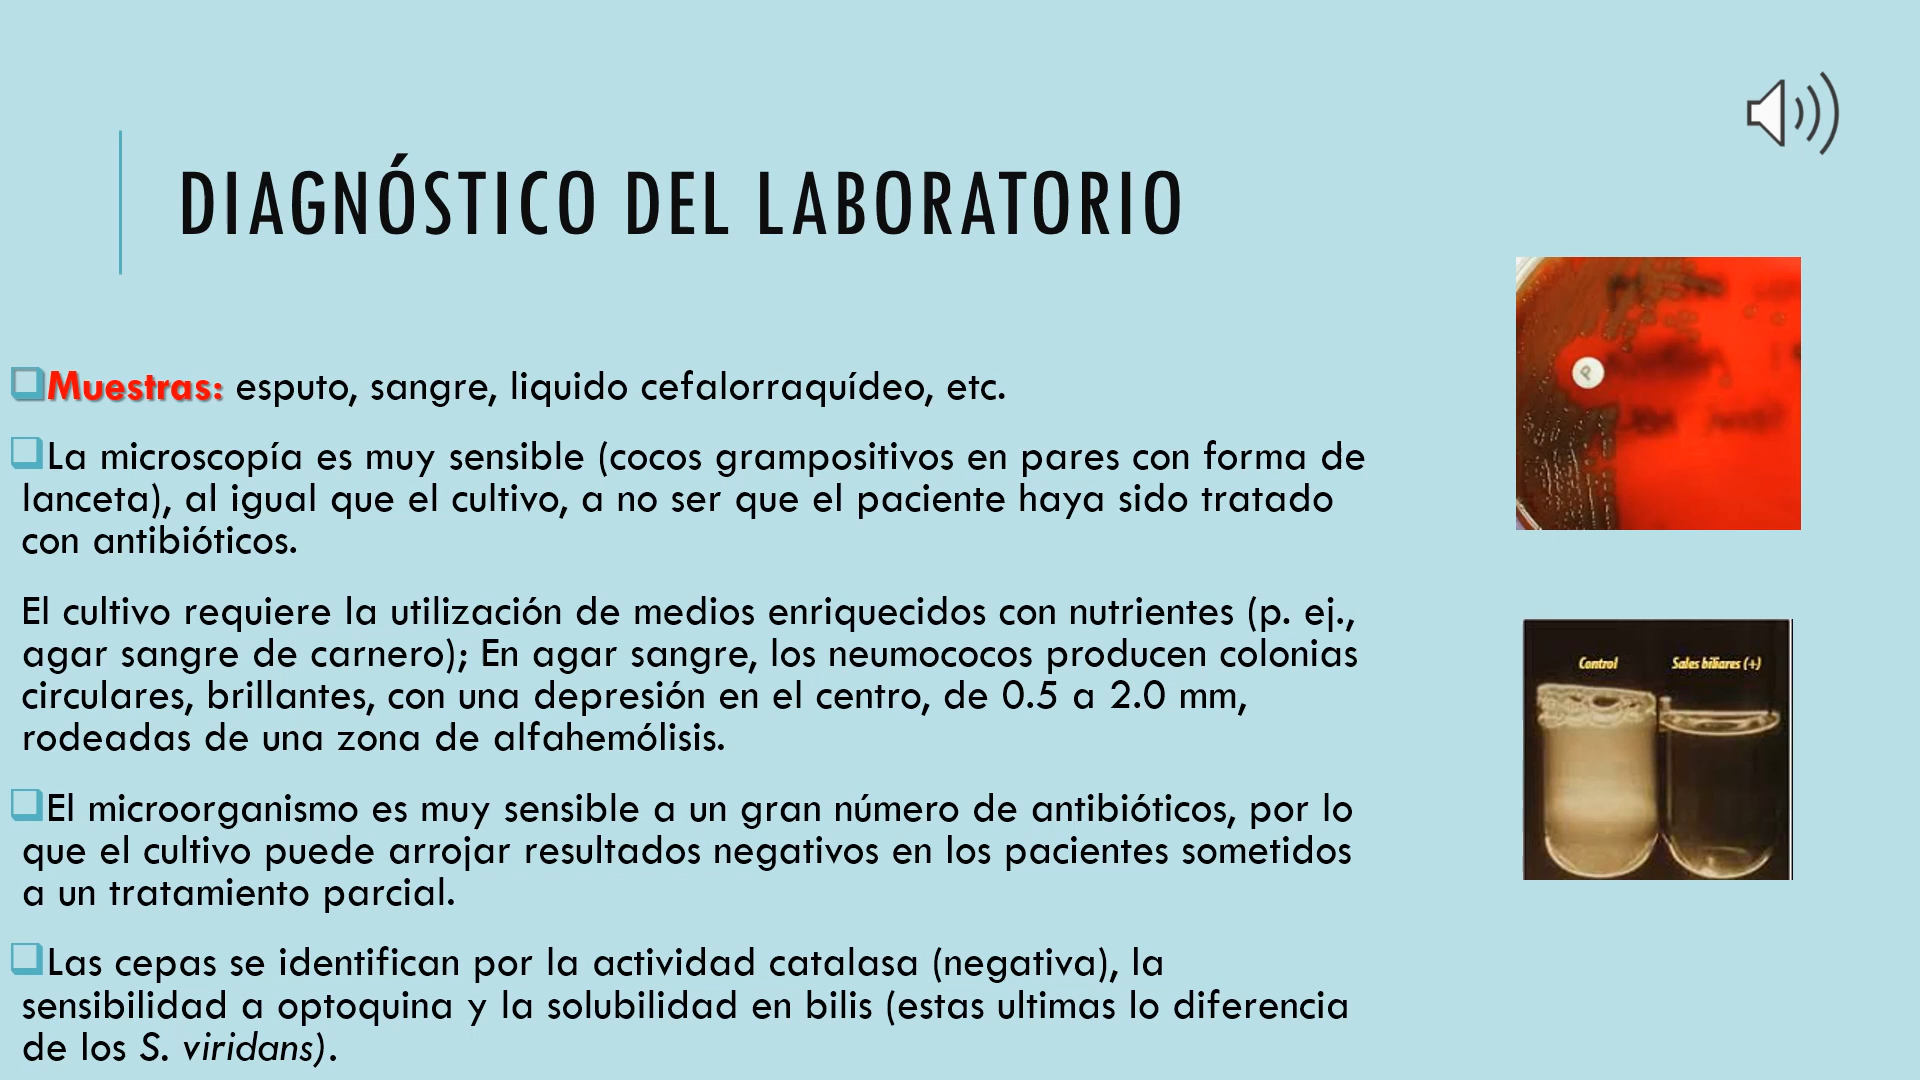 DIAGNÓSTICO DEL LABORATORIO
Muestras: esputo, sangre, liquido cefalorraquídeo, etc.
La microscopía es muy sensible (cocos grampositivos en pares con forma de
lanceta), al igual que el cultivo, a no ser que el paciente haya sido tratado
con antibióticos.
El cultivo requiere la utilización de medios enriquecidos con nutrientes (p. ej.,
agar sangre de carnero); En agar sangre, los neumococos producen colonias
circulares, brillantes, con una depresión en el centro, de 0.5 a 2.0 mm,
rodeadas de una zona de alfahemólisis.
El microorganismo es muy sensible a un gran número de antibióticos, por lo
que el cultivo puede arrojar resultados negativos en los pacientes sometidos
a un tratamiento parcial.
Las cepas se identifican por la actividad catalasa (negativa), la
sensibilidad a optoquina y la solubilidad en bilis (estas ultimas lo diferencia
de los S. viridans).
P
Control Sales biliares (+)